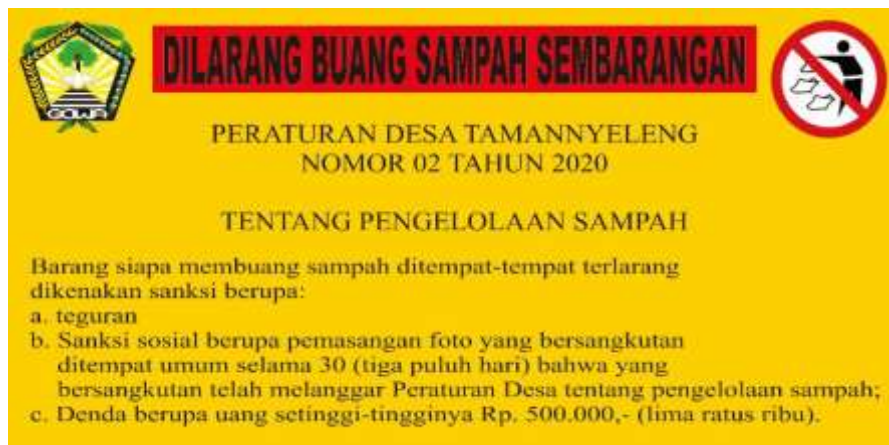 DILARANG BUANG SAMPAH SEMBARANGAN
GOWA
PERATURAN DESA TAMANNYELENG
NOMOR 02 TAHUN 2020
TENTANG PENGELOLAAN SAMPAH
Barang siapa membuang sampah ditempat-tempat terlarang
dikenakan sanksi berupa:
a. teguran
b. Sanksi sosial berupa pemasangan foto yang bersangkutan
ditempat umum selama 30 (tiga puluh hari) bahwa yang
bersangkutan telah melanggar Peraturan Desa tentang pengelolaan sampah;
c. Denda berupa uang setinggi-tingginya Rp. 500.000,- (lima ratus ribu).